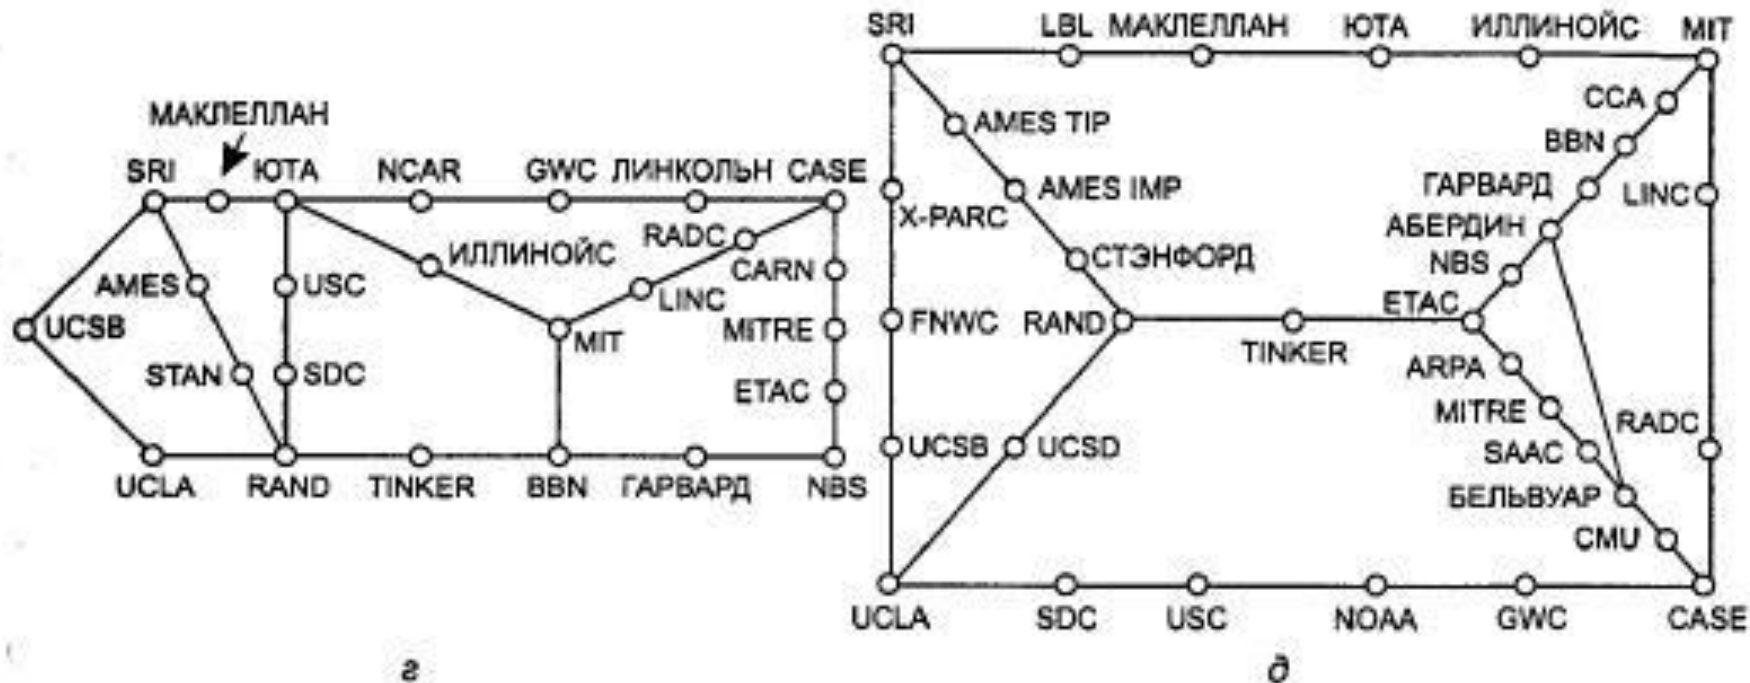 МАКЛЕЛЛАН
SRI ЮТА NCAR GWC ЛИНКОЛЬН CASE
RADC
ИЛЛИНОЙС
CARN
AMES USC
LINC
UCSB MITRE
MIT
STAN SDC ETAC
UCLA RAND TINKER BBN ГАРВАРД NBS
г
SRI LBL МАКЛЕЛЛАН ЮТА ИЛЛИНОЙС MIT
CCA
AMES TIP
BBN
AMES IMP ГАРВАРД LINC
X-PARC АБЕРДИН
СТЭНФОРД NBS
ETAC
FNWC RAND
TINKER
ARPA
MITRE
RADC
UCSB UCSD SAAC
БЕЛЬВУАР
CMU
UCLA SDC USC NOAA GWC CASE
д